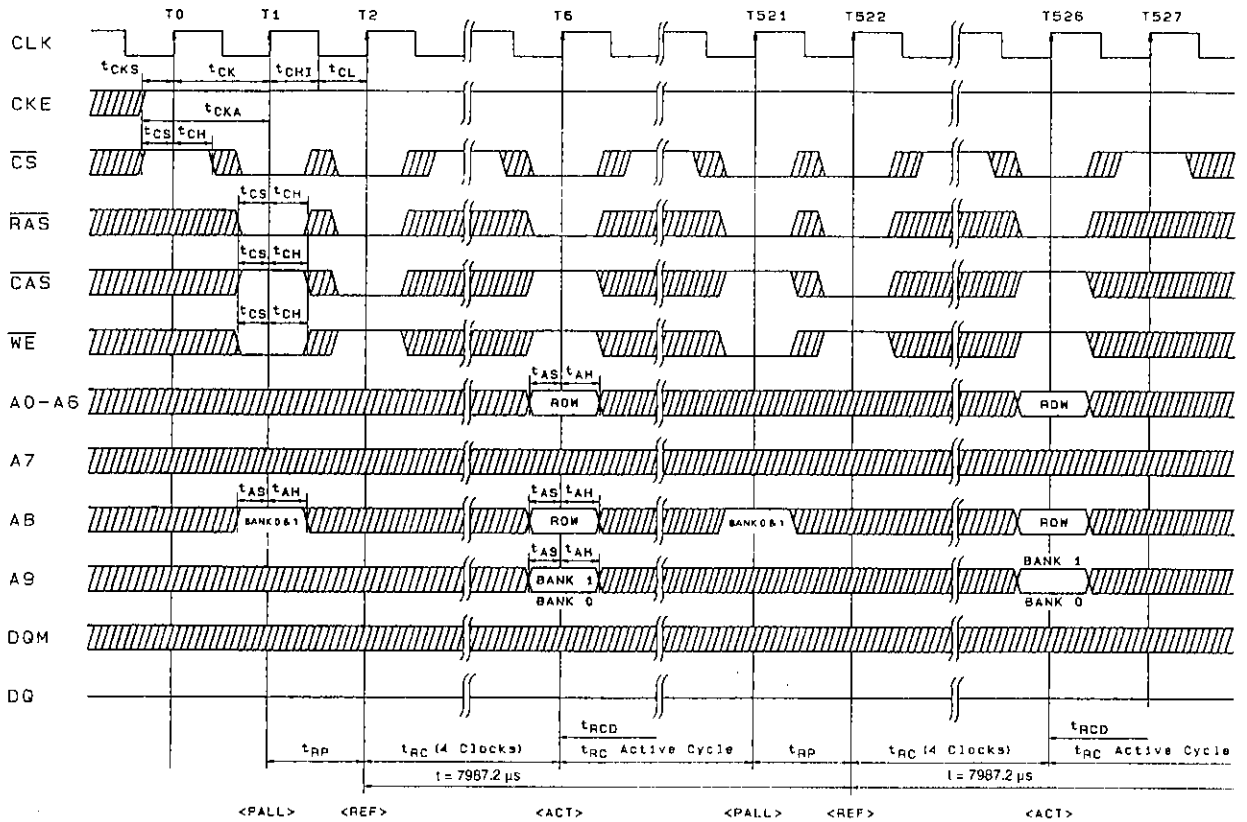 T0 T1 T2 T6 T521 T522 T526 T527
CLK
tCKS tCK tCHI tCL
CKE
tCKA
tCS tCH
CS
tCS tCH
RAS
tCS tCH
CAS
tCS tCH
WE
tAS tAH
A0-A6 ROW ROW
A7
tAS tAH tAS tAH
A8 BANK 0 & 1 ROW BANK 0 & 1 ROW
tAS tAH
BANK 1
A9 BANK 1
BANK 0 BANK 0
DQM
DQ
tRCD tRCD
tRP tRC (4 Clocks) tRC Active Cycle tRP tRC (4 Clocks) tRC Active Cycle
t = 7987.2 µs t = 7987.2 µs
<PALL> <REF> <ACT> <PALL> <REF> <ACT>